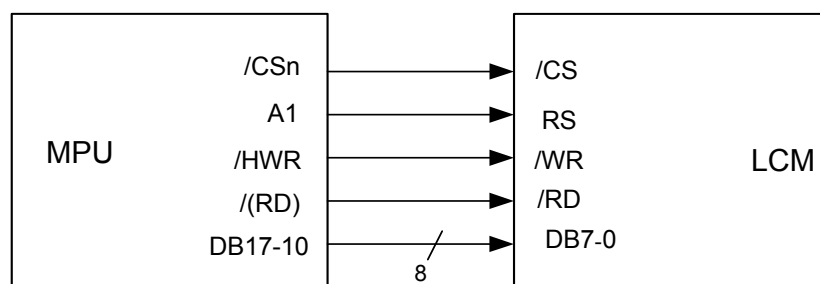 /CSn /CS
A1 RS
MPU /HWR /WR LCM
/(RD) /RD
DB17-10 DB7-0
8